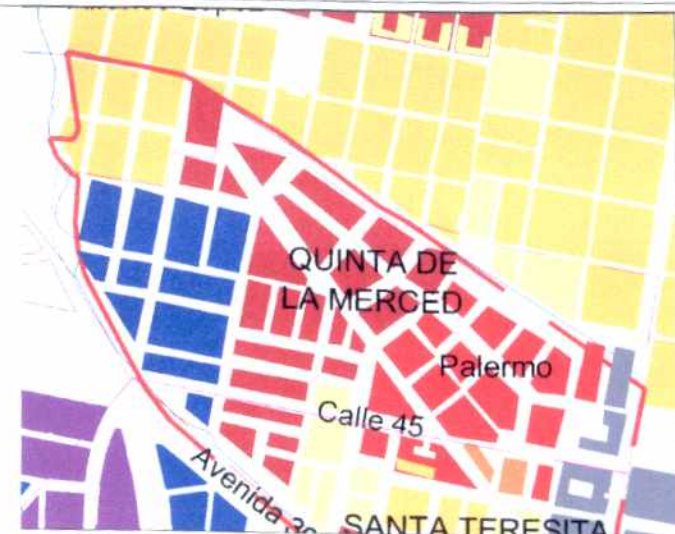 QUINTA DE
LA MERCED
Palermo
Calle 45
Avenida
SANTA TERESITA